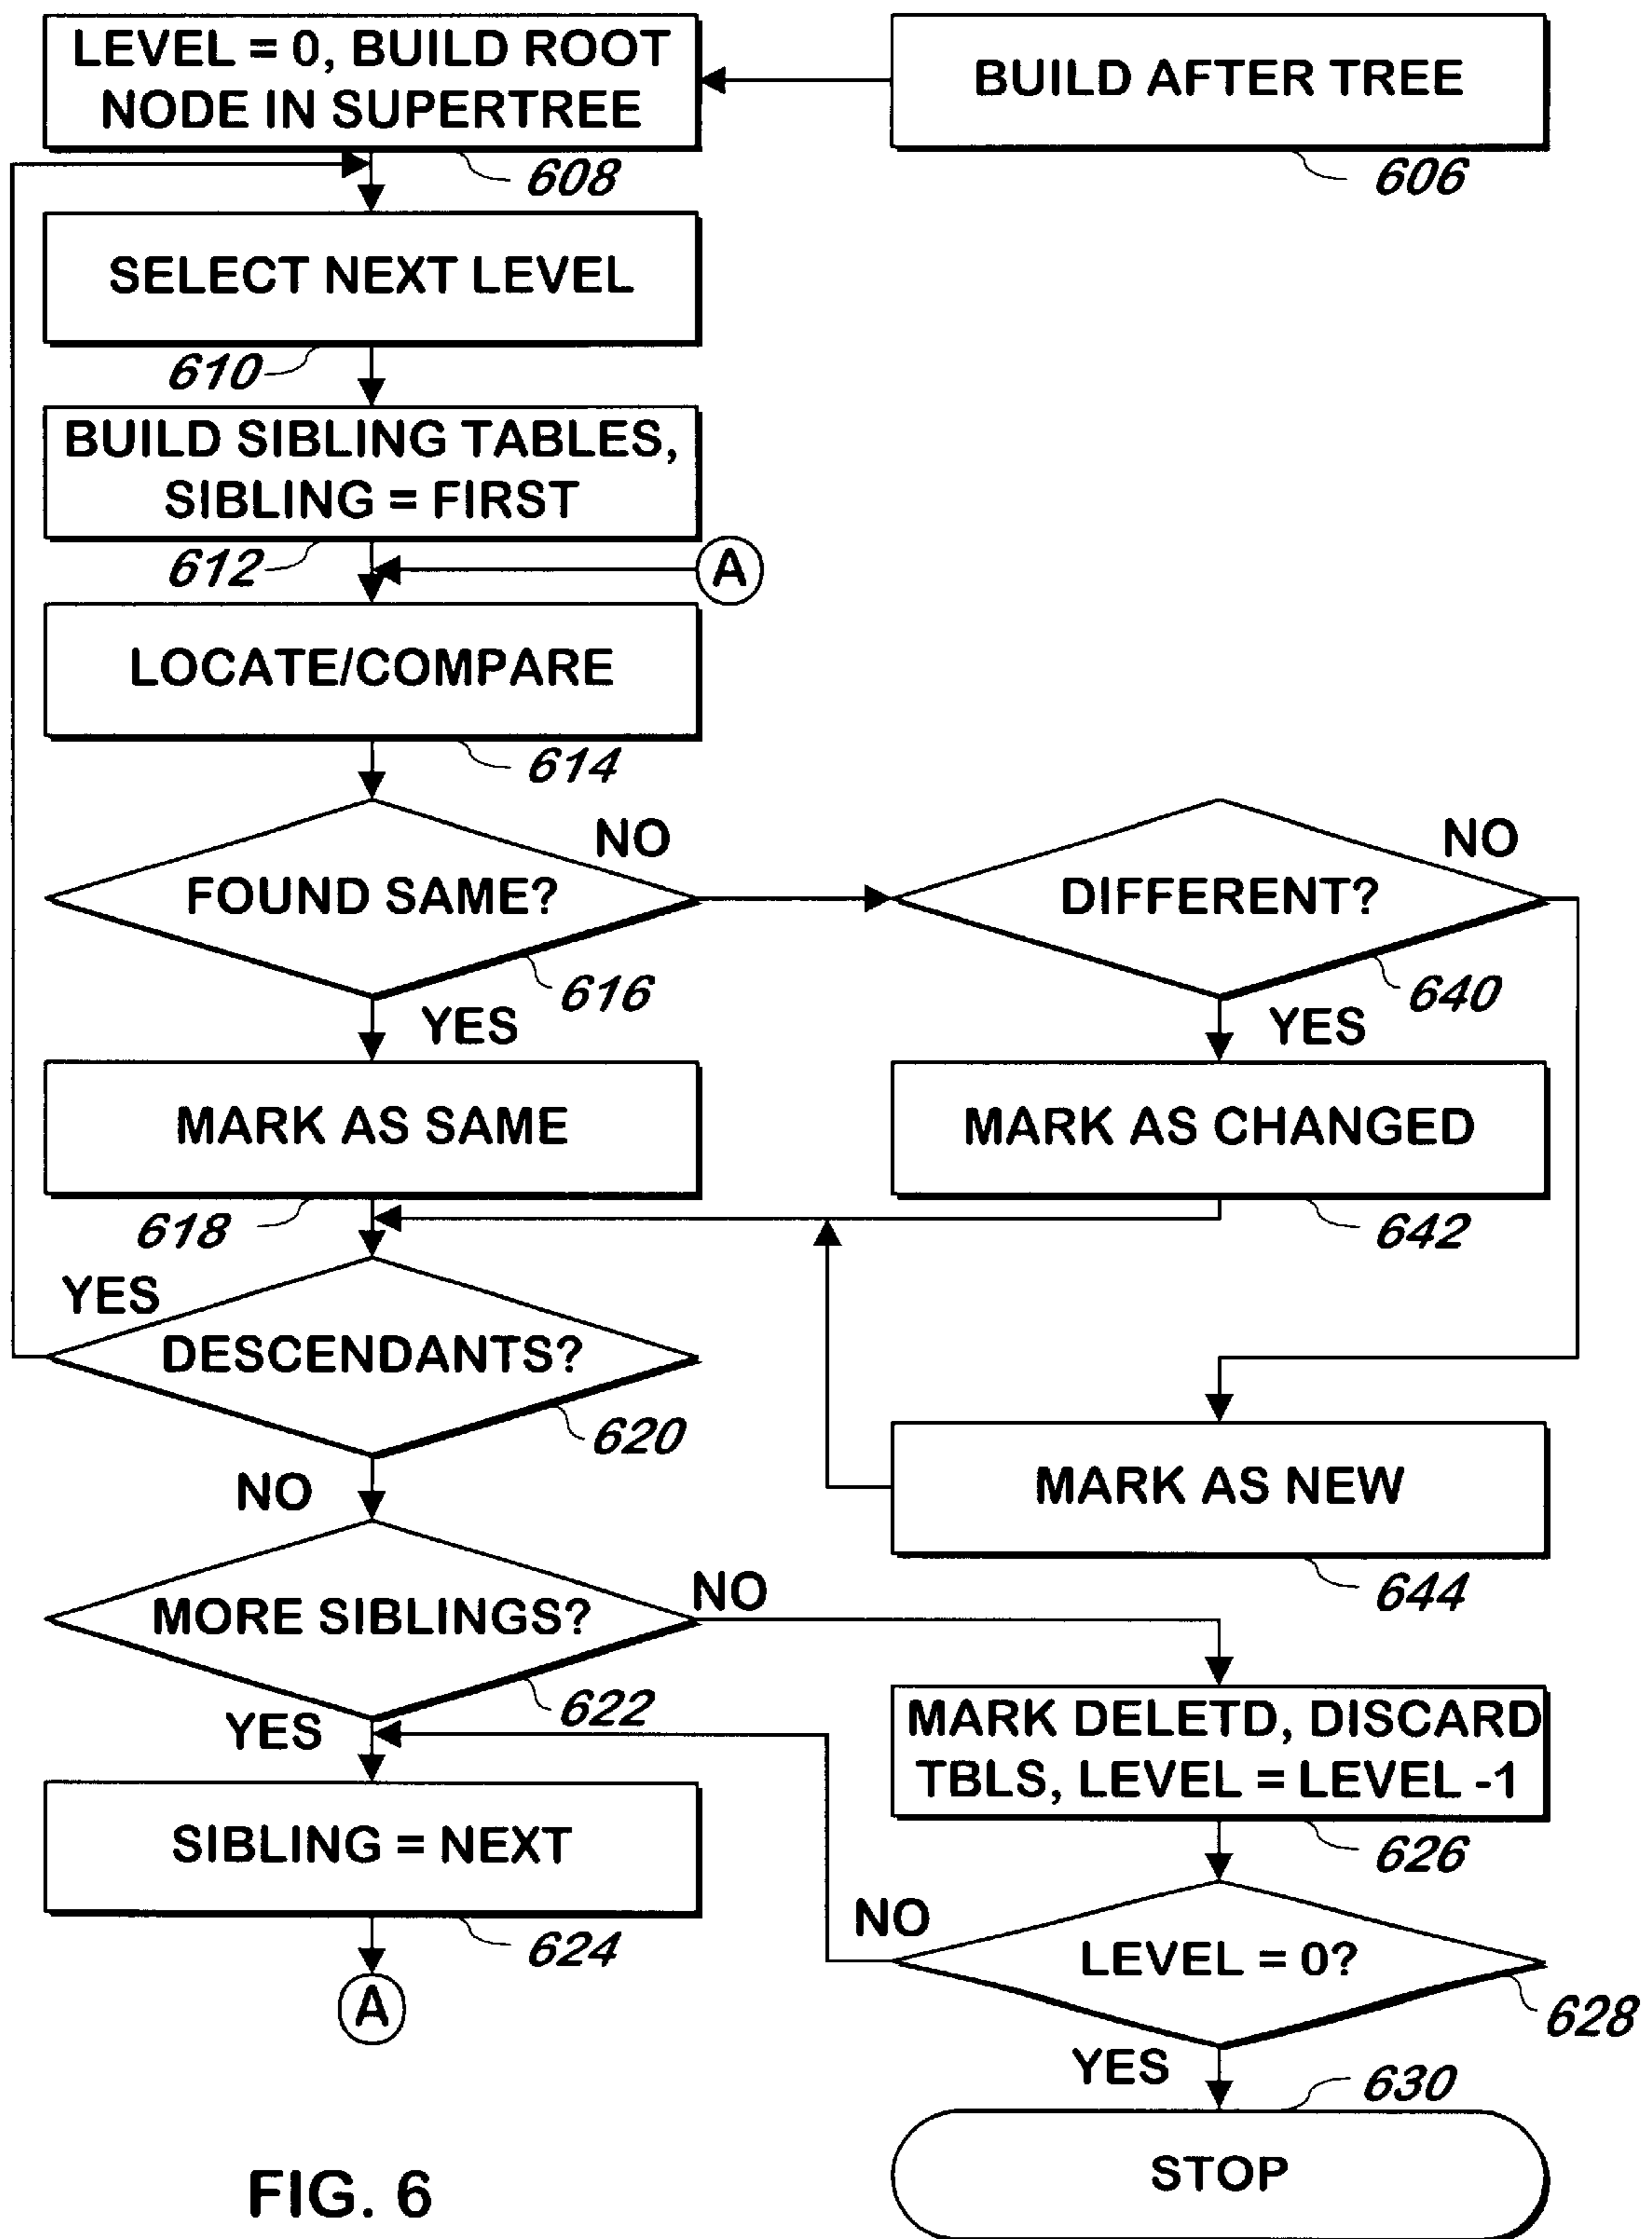 LEVEL = 0, BUILD ROOT
NODE IN SUPERTREE
608
BUILD AFTER TREE
606
SELECT NEXT LEVEL
610
BUILD SIBLING TABLES,
SIBLING = FIRST
612
A
LOCATE/COMPARE
614
FOUND SAME?
NO
616
YES
DIFFERENT?
NO
640
YES
MARK AS SAME
618
MARK AS CHANGED
642
YES
DESCENDANTS?
620
NO
MARK AS NEW
644
MORE SIBLINGS?
NO
622
YES
MARK DELETD, DISCARD
TBLS, LEVEL = LEVEL -1
626
SIBLING = NEXT
624
A
NO
LEVEL = 0?
628
YES
630
STOP
FIG. 6